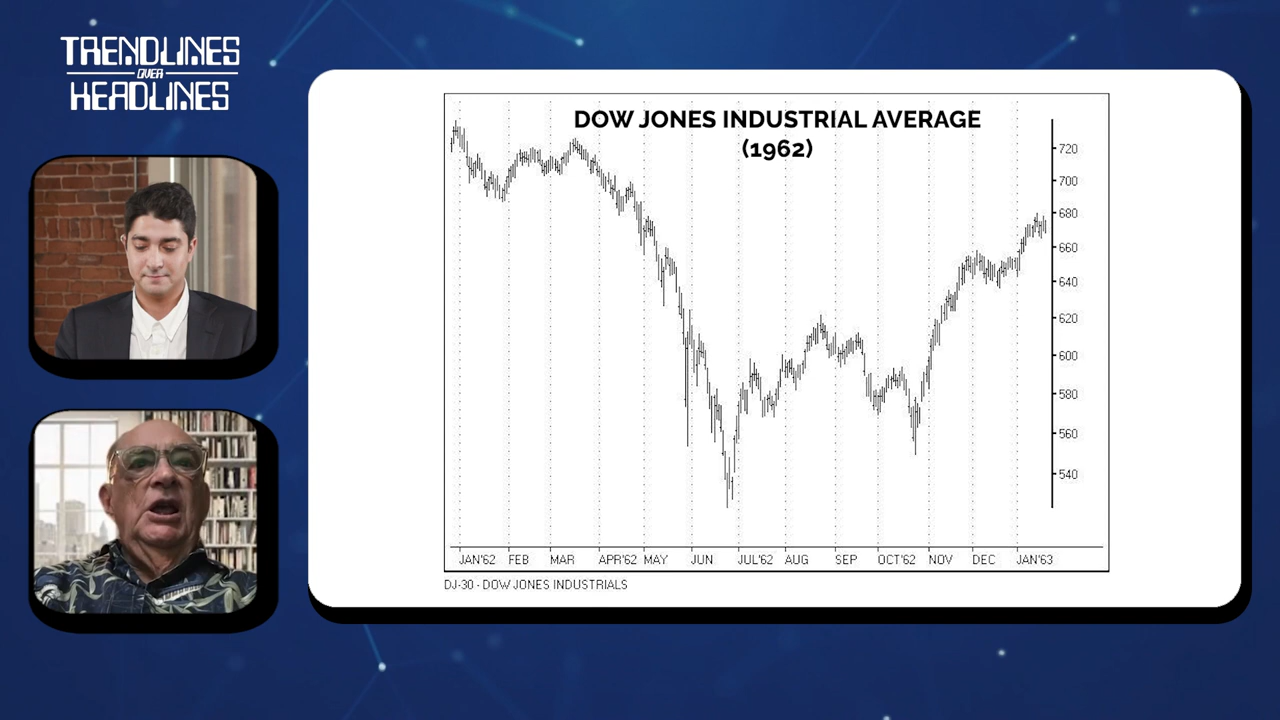 TRENDLINES
OVER
HEADLINES
DOW JONES INDUSTRIAL AVERAGE
(1962)
720
700
680
660
640
620
600
580
560
540
JAN'62 FEB MAR APR'62 MAY JUN JUL'62 AUG SEP OCT'62 NOV DEC JAN'63
DJ-30 - DOW JONES INDUSTRIALS